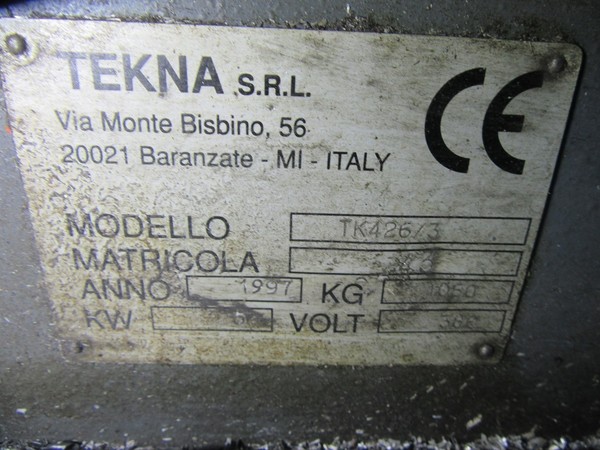 TEKNA S.R.L.
CE
Via Monte Bisbino, 56
20021 Baranzate - MI - ITALY
MODELLO TK426/3
MATRICOLA
ANNO 1997 KG
KW VOLT